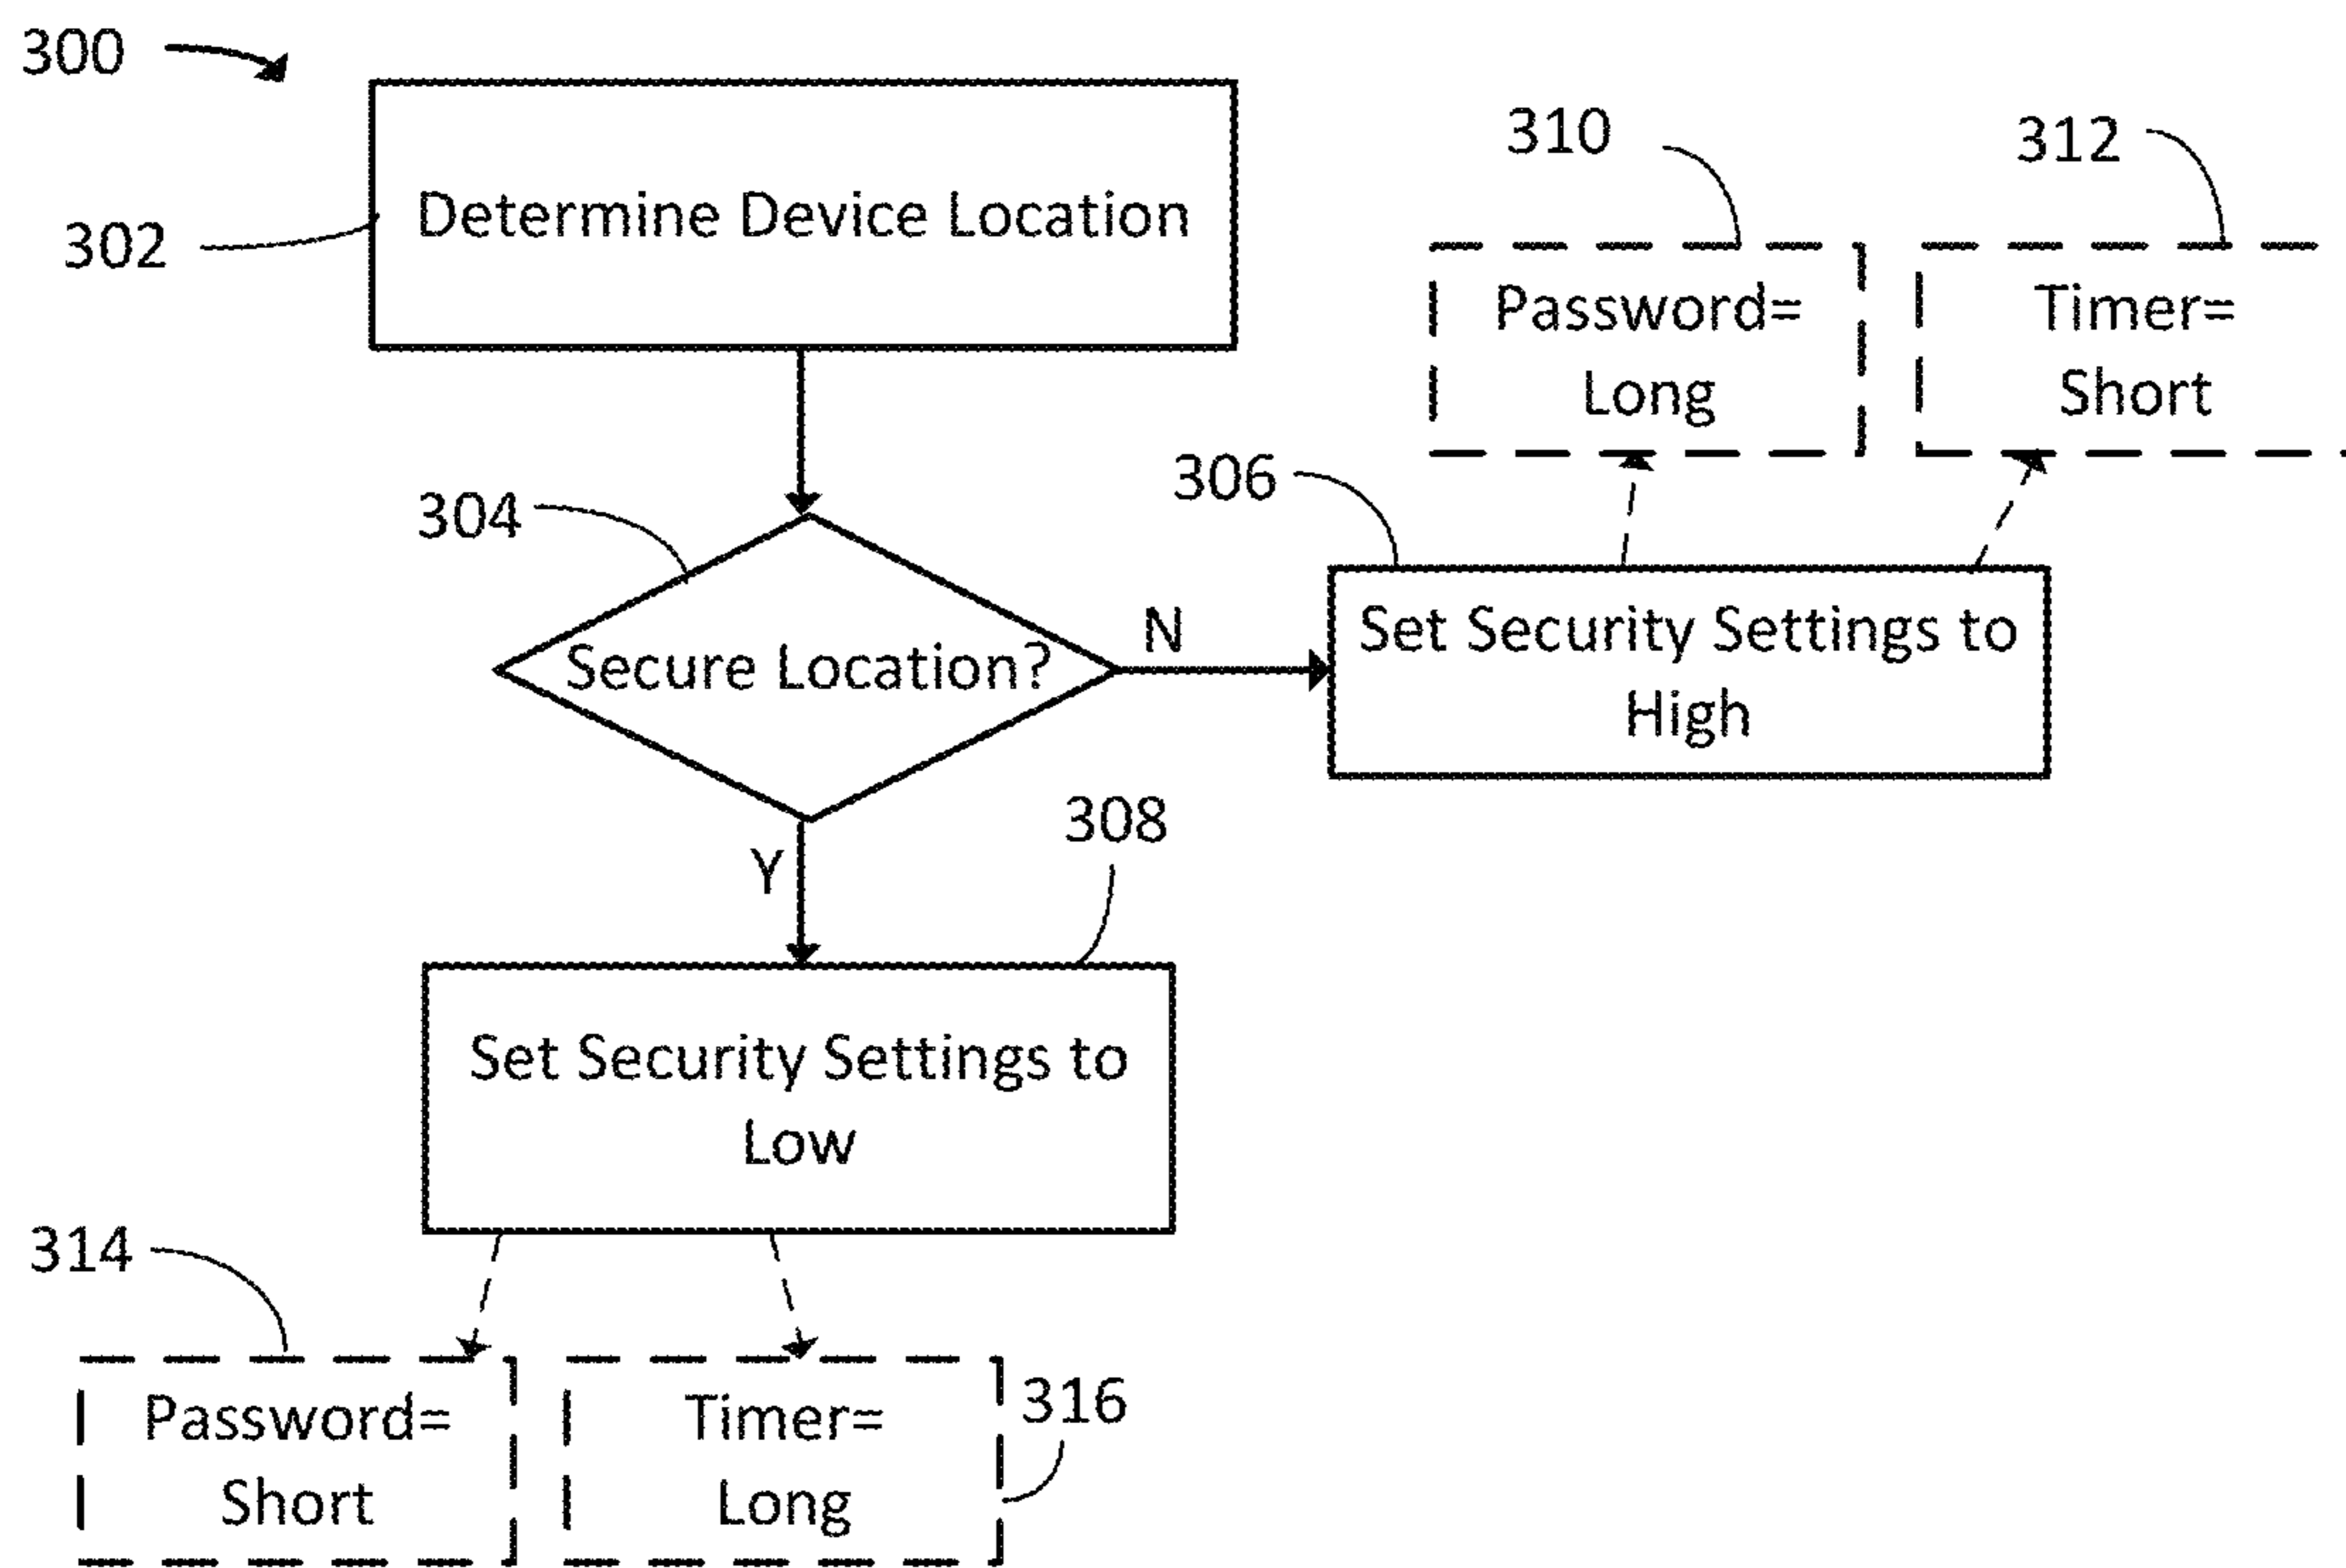 300
302
Determine Device Location
310
312
Password=
Long
Timer=
Short
304
306
Secure Location?
N
Set Security Settings to
High
Y
308
Set Security Settings to
Low
314
Password=
Short
Timer=
Long
316